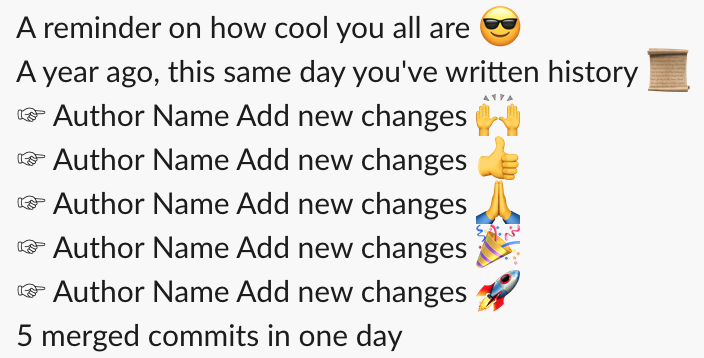 A reminder on how cool you all are 😎
A year ago, this same day you've written history 📜
👉 Author Name Add new changes 🙌
👉 Author Name Add new changes 👍
👉 Author Name Add new changes 🙏
👉 Author Name Add new changes 🎉
👉 Author Name Add new changes 🚀
5 merged commits in one day